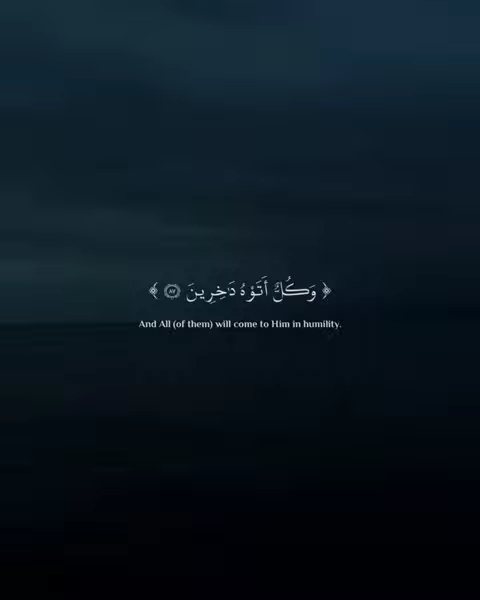 ﴿ وَكُلٌّ أَتَوْهُ دَٰخِرِينَ ۝٨٧ ﴾
And All (of them) will come to Him in humility.